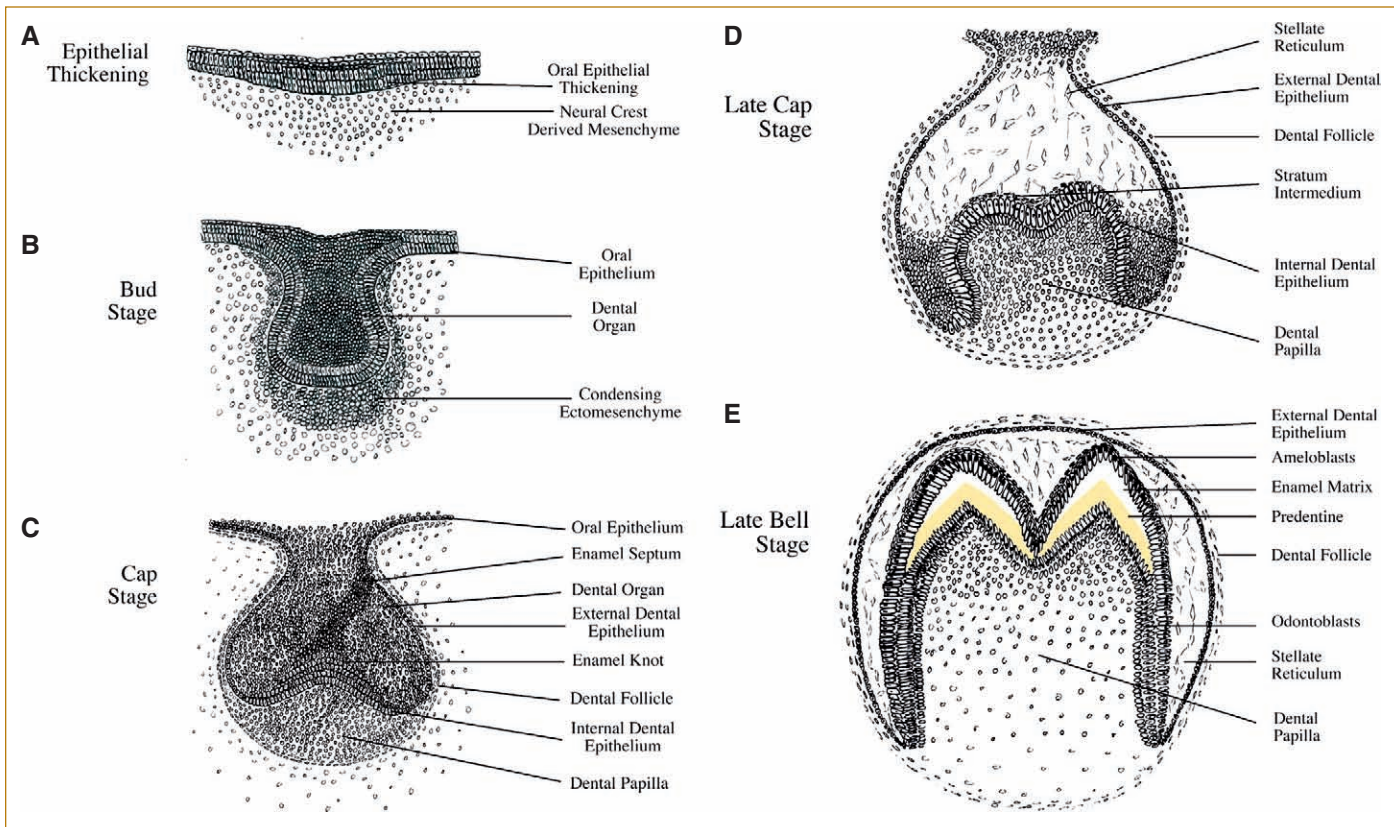 A
Epithelial
Thickening
Oral Epithelial
Thickening
Neural Crest
Derived Mesenchyme
B
Bud
Stage
Oral
Epithelium
Dental
Organ
Condensing
Ectomesenchyme
C
Cap
Stage
Oral Epithelium
Enamel Septum
Dental Organ
External Dental
Epithelium
Enamel Knot
Dental Follicle
Internal Dental
Epithelium
Dental Papilla
D
Late Cap
Stage
Stellate
Reticulum
External Dental
Epithelium
Dental Follicle
Stratum
Intermedium
Internal Dental
Epithelium
Dental
Papilla
E
Late Bell
Stage
External Dental
Epithelium
Ameloblasts
Enamel Matrix
Predentine
Dental Follicle
Odontoblasts
Stellate
Reticulum
Dental
Papilla